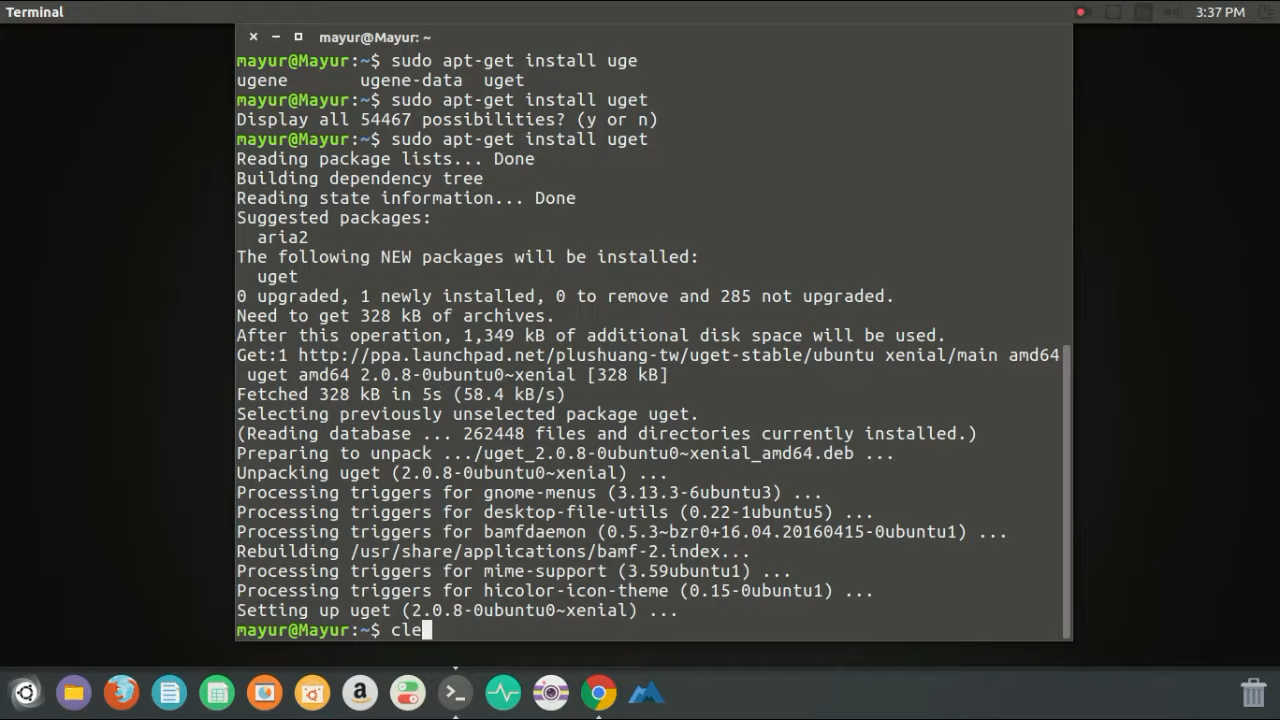 Terminal
3:37 PM
mayur@Mayur: ~
mayur@Mayur:~$ sudo apt-get install uge
ugene       ugene-data  uget
mayur@Mayur:~$ sudo apt-get install uget
Display all 54467 possibilities? (y or n)
mayur@Mayur:~$ sudo apt-get install uget
Reading package lists... Done
Building dependency tree
Reading state information... Done
Suggested packages:
  aria2
The following NEW packages will be installed:
  uget
0 upgraded, 1 newly installed, 0 to remove and 285 not upgraded.
Need to get 328 kB of archives.
After this operation, 1,349 kB of additional disk space will be used.
Get:1 http://ppa.launchpad.net/plushuang-tw/uget-stable/ubuntu xenial/main amd64
 uget amd64 2.0.8-0ubuntu0~xenial [328 kB]
Fetched 328 kB in 5s (58.4 kB/s)
Selecting previously unselected package uget.
(Reading database ... 262448 files and directories currently installed.)
Preparing to unpack .../uget_2.0.8-0ubuntu0~xenial_amd64.deb ...
Unpacking uget (2.0.8-0ubuntu0~xenial) ...
Processing triggers for gnome-menus (3.13.3-6ubuntu3) ...
Processing triggers for desktop-file-utils (0.22-1ubuntu5) ...
Processing triggers for bamfdaemon (0.5.3~bzr0+16.04.20160415-0ubuntu1) ...
Rebuilding /usr/share/applications/bamf-2.index...
Processing triggers for mime-support (3.59ubuntu1) ...
Processing triggers for hicolor-icon-theme (0.15-0ubuntu1) ...
Setting up uget (2.0.8-0ubuntu0~xenial) ...
mayur@Mayur:~$ cle